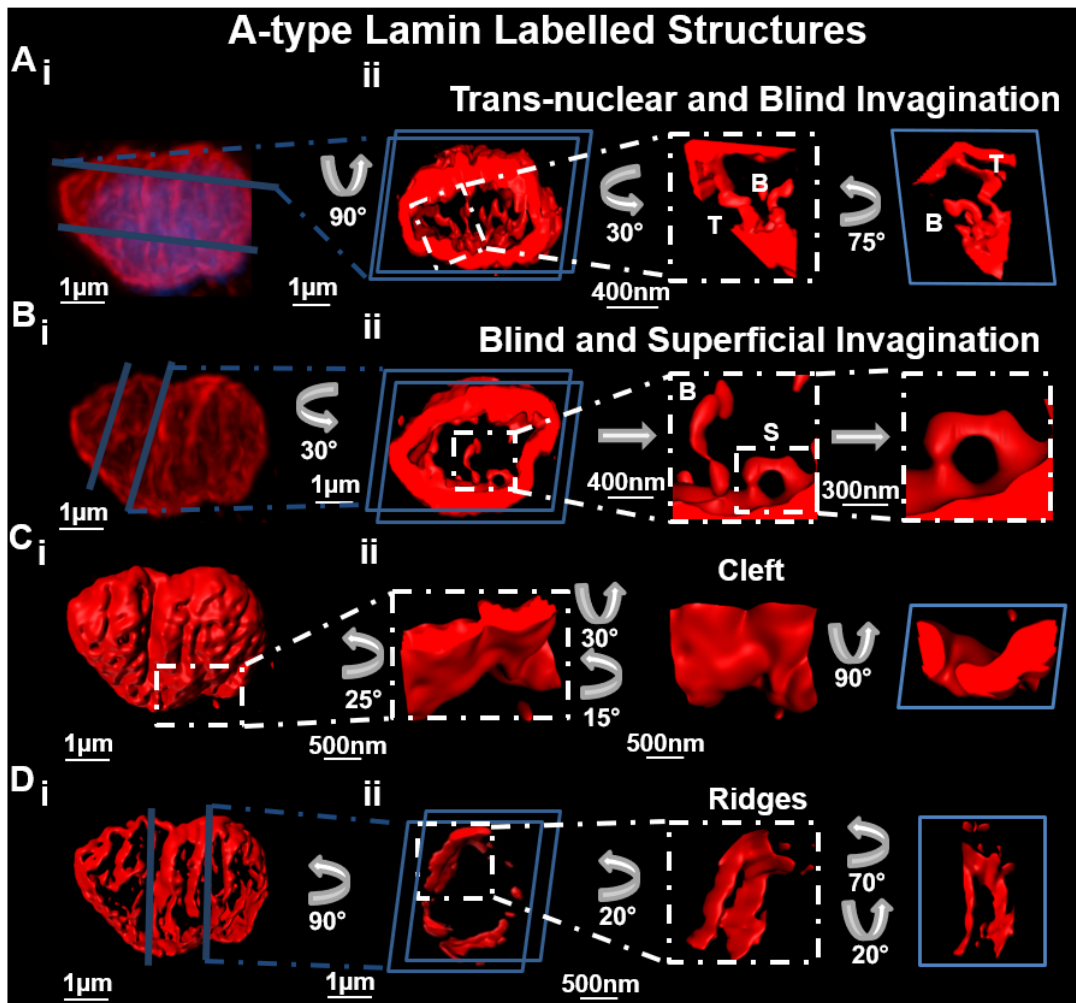 A-type Lamin Labelled Structures
A i ii
Trans-nuclear and Blind Invagination
90° 30° B T 75° T B
1µm 1µm 400nm
B i ii
Blind and Superficial Invagination
30° B S
1µm 1µm 400nm 300nm
C i ii
Cleft
25° 30° 15° 90°
1µm 500nm 500nm
D i ii
Ridges
90° 20° 70° 20°
1µm 1µm 500nm